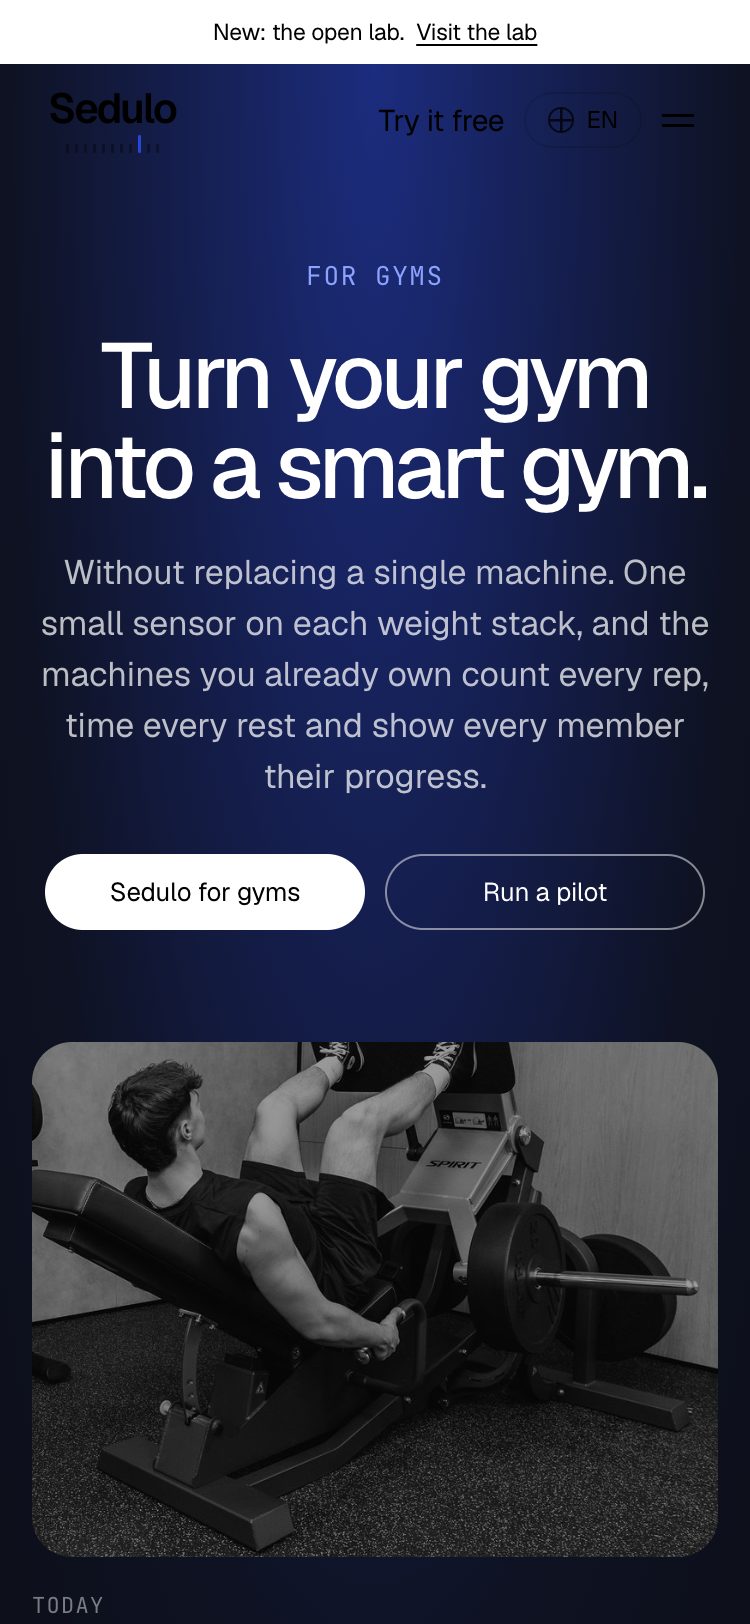 New: the open lab. Visit the lab
Sedulo
Try it free
EN
FOR GYMS
Turn your gym
into a smart gym.
Without replacing a single machine. One
small sensor on each weight stack, and the
machines you already own count every rep,
time every rest and show every member
their progress.
Sedulo for gyms
Run a pilot
SPIRIT
TODAY